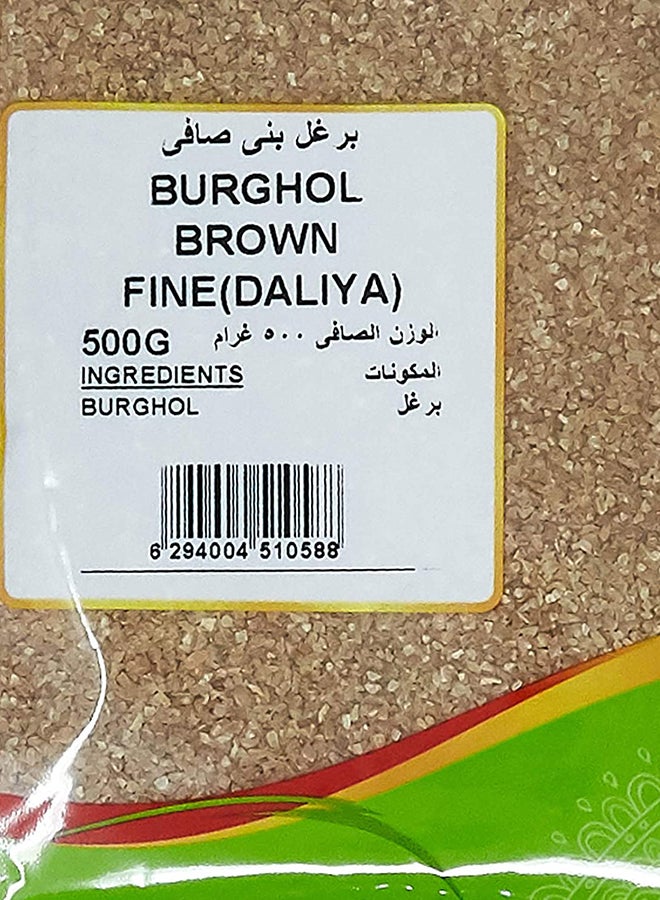 برغل بنى صافى
BURGHOL
BROWN
FINE(DALIYA)
500G الوزن الصافى ٥٠٠ غرام
INGREDIENTS المكونات
BURGHOL برغل
6 294004 510588